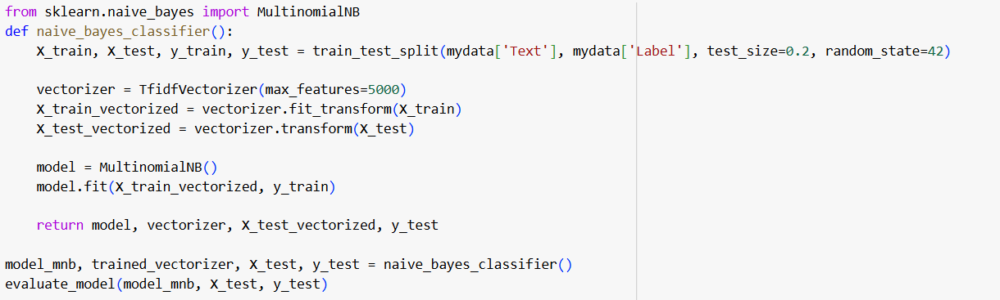 from sklearn.naive_bayes import MultinomialNB
def naive_bayes_classifier():
    X_train, X_test, y_train, y_test = train_test_split(mydata['Text'], mydata['Label'], test_size=0.2, random_state=42)

    vectorizer = TfidfVectorizer(max_features=5000)
    X_train_vectorized = vectorizer.fit_transform(X_train)
    X_test_vectorized = vectorizer.transform(X_test)

    model = MultinomialNB()
    model.fit(X_train_vectorized, y_train)

    return model, vectorizer, X_test_vectorized, y_test

model_mnb, trained_vectorizer, X_test, y_test = naive_bayes_classifier()
evaluate_model(model_mnb, X_test, y_test)